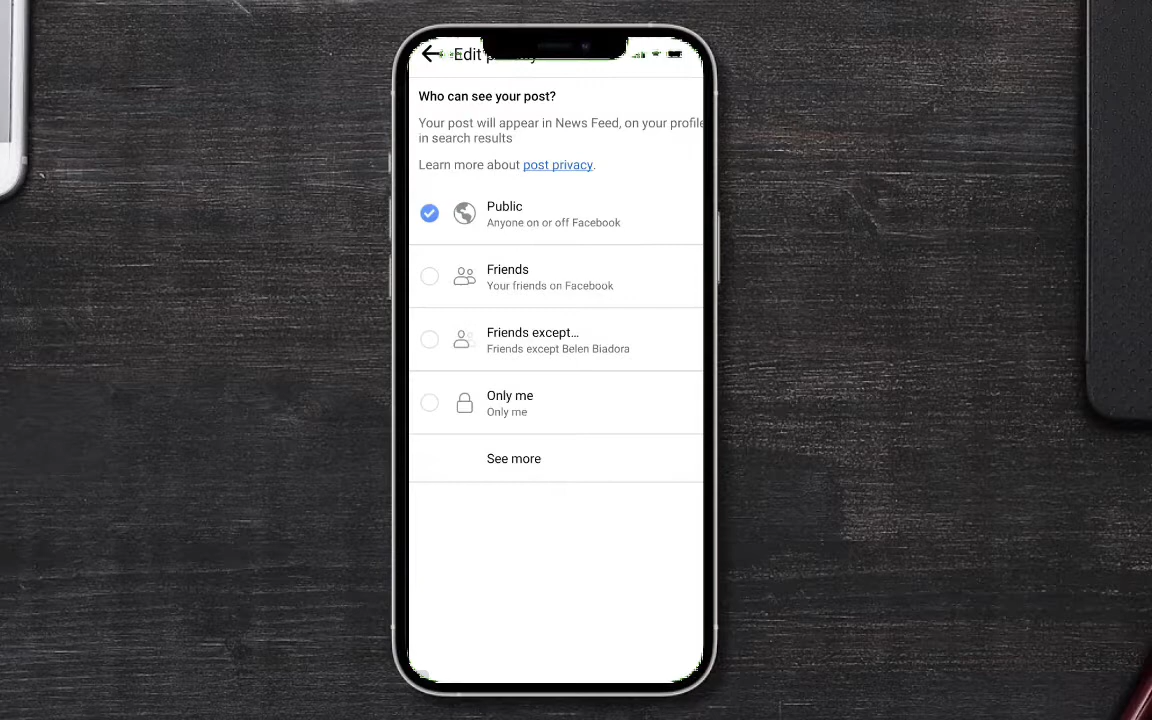 Edit
Who can see your post?
Your post will appear in News Feed, on your profile
in search results
Learn more about post privacy.
Public
Anyone on or off Facebook
Friends
Your friends on Facebook
Friends except...
Friends except Belen Biadora
Only me
Only me
See more